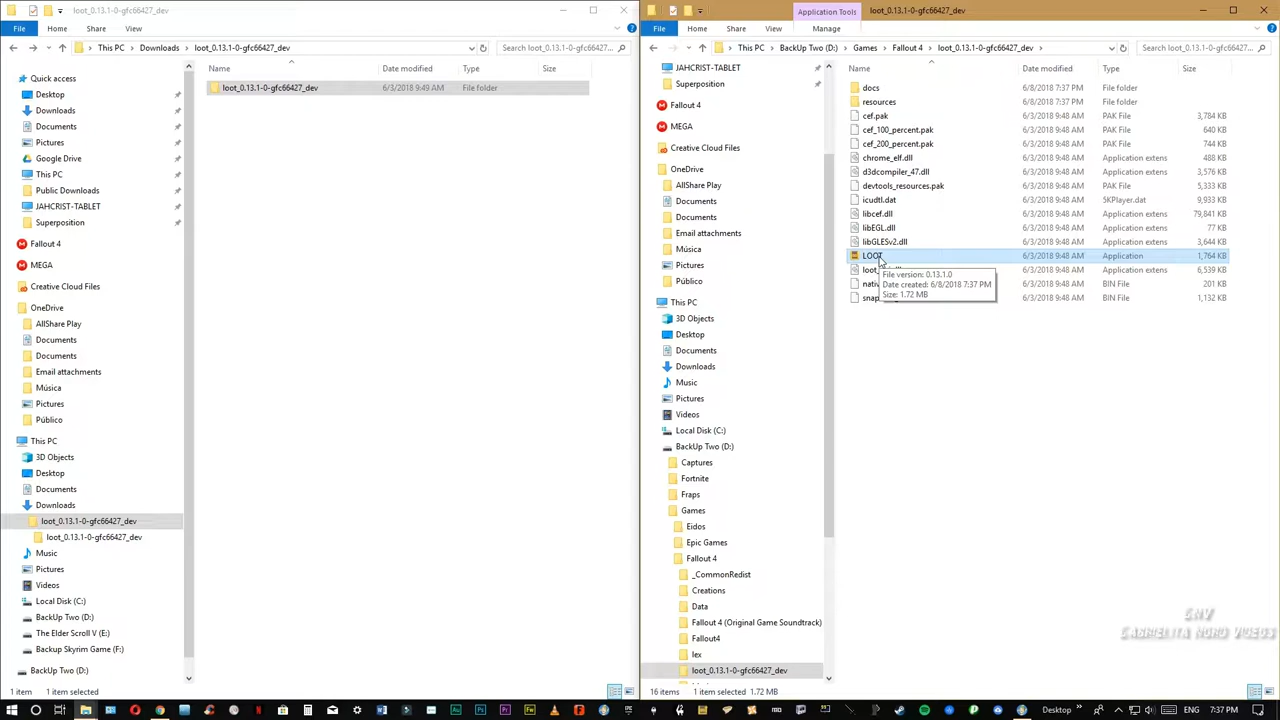 loot_0.13.1-0-gfc66427_dev
File
Home
Share
View
This PC
Downloads
loot_0.13.1-0-gfc66427_dev
Search loot_0.13.1-0-gfc66427...
Name
Date modified
Type
Size
loot_0.13.1-0-gfc66427_dev
6/3/2018 9:49 AM
File folder
Quick access
Desktop
Downloads
Documents
Pictures
Google Drive
This PC
Public Downloads
JAHCRIST-TABLET
Superposition
Fallout 4
MEGA
Creative Cloud Files
OneDrive
AllShare Play
Documents
Documents
Email attachments
Música
Pictures
Público
This PC
3D Objects
Desktop
Documents
Downloads
loot_0.13.1-0-gfc66427_dev
loot_0.13.1-0-gfc66427_dev
Music
Pictures
Videos
Local Disk (C:)
BackUp Two (D:)
The Elder Scroll V (E:)
Backup Skyrim Game (F:)
BackUp Two (D:)
1 item
1 item selected
Application Tools
loot_0.13.1-0-gfc66427_dev
File
Home
Share
View
Manage
This PC
BackUp Two (D:)
Games
Fallout 4
loot_0.13.1-0-gfc66427_dev
Search loot_0.13.1-0-gfc66427...
JAHCRIST-TABLET
Superposition
Fallout 4
MEGA
Creative Cloud Files
OneDrive
AllShare Play
Documents
Documents
Email attachments
Música
Pictures
Público
This PC
3D Objects
Desktop
Documents
Downloads
Music
Pictures
Videos
Local Disk (C:)
BackUp Two (D:)
Captures
Fortnite
Fraps
Games
Eidos
Epic Games
Fallout 4
_CommonRedist
Creations
Data
Fallout 4 (Original Game Soundtrack)
Fallout4
lex
loot_0.13.1-0-gfc66427_dev
Name Date modified Type Size
docs 6/8/2018 7:37 PM File folder
resources 6/8/2018 7:37 PM File folder
cef.pak 6/3/2018 9:48 AM PAK File 3,784 KB
cef_100_percent.pak 6/3/2018 9:48 AM PAK File 640 KB
cef_200_percent.pak 6/3/2018 9:48 AM PAK File 744 KB
chrome_elf.dll 6/3/2018 9:48 AM Application extens 488 KB
d3dcompiler_47.dll 6/3/2018 9:48 AM Application extens 3,576 KB
devtools_resources.pak 6/3/2018 9:48 AM PAK File 5,333 KB
icudtl.dat 6/3/2018 9:48 AM 5KPlayer.dat 9,933 KB
libcef.dll 6/3/2018 9:48 AM Application extens 79,841 KB
libEGL.dll 6/3/2018 9:48 AM Application extens 77 KB
libGLESv2.dll 6/3/2018 9:48 AM Application extens 3,644 KB
LOOT 6/3/2018 9:48 AM Application 1,764 KB
loot_ 6/3/2018 9:48 AM Application extens 6,539 KB
nati 6/3/2018 9:48 AM BIN File 201 KB
snap 6/3/2018 9:48 AM BIN File 1,132 KB
File version: 0.13.1.0
Date created: 6/8/2018 7:37 PM
Size: 1.72 MB
16 items
1 item selected 1.72 MB
Desktop
7:37 PM